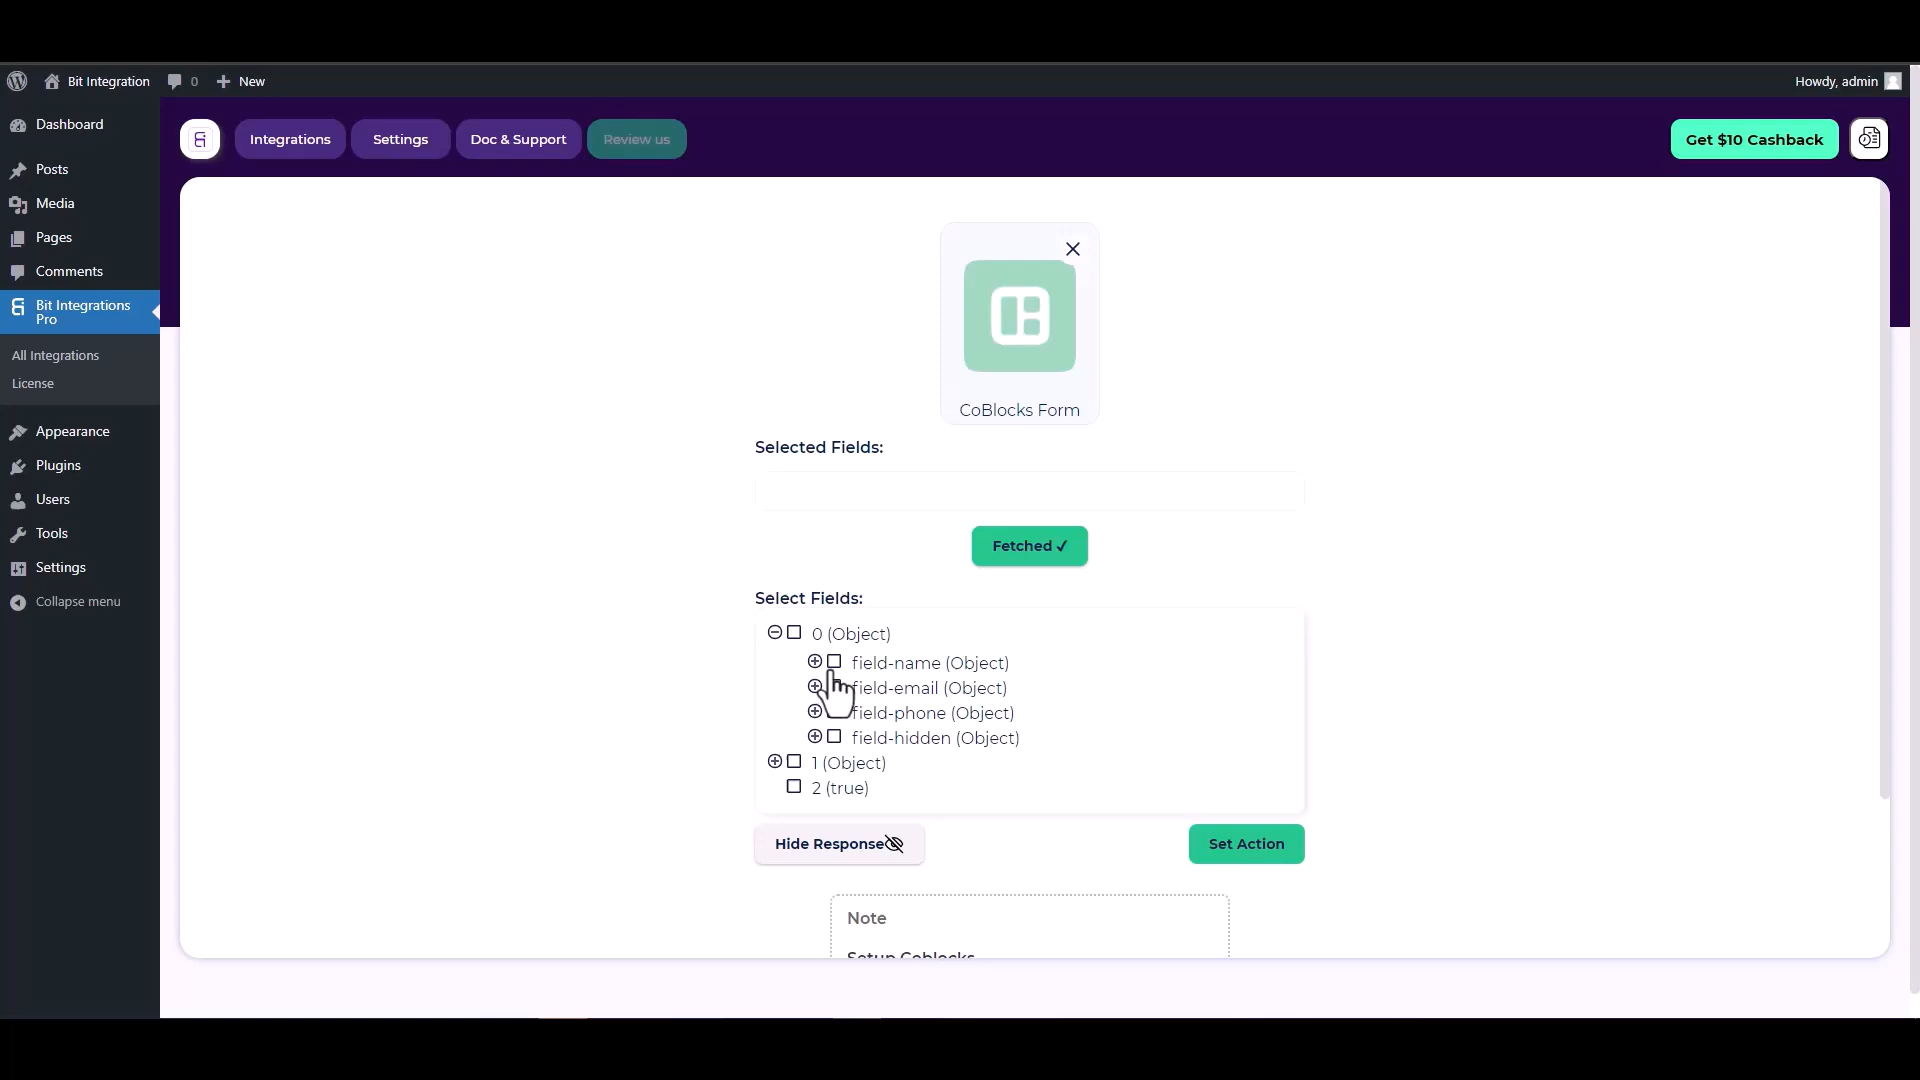 Bit Integration
0
New
Howdy, admin
Dashboard
Posts
Media
Pages
Comments
Bit Integrations
Pro
All Integrations
License
Appearance
Plugins
Users
Tools
Settings
Collapse menu
Integrations
Settings
Doc & Support
Review us
Get $10 Cashback
CoBlocks Form
Selected Fields:
Fetched ✓
Select Fields:
0 (Object)
field-name (Object)
field-email (Object)
field-phone (Object)
field-hidden (Object)
1 (Object)
2 (true)
Hide Response
Set Action
Note
Setup Coblocks